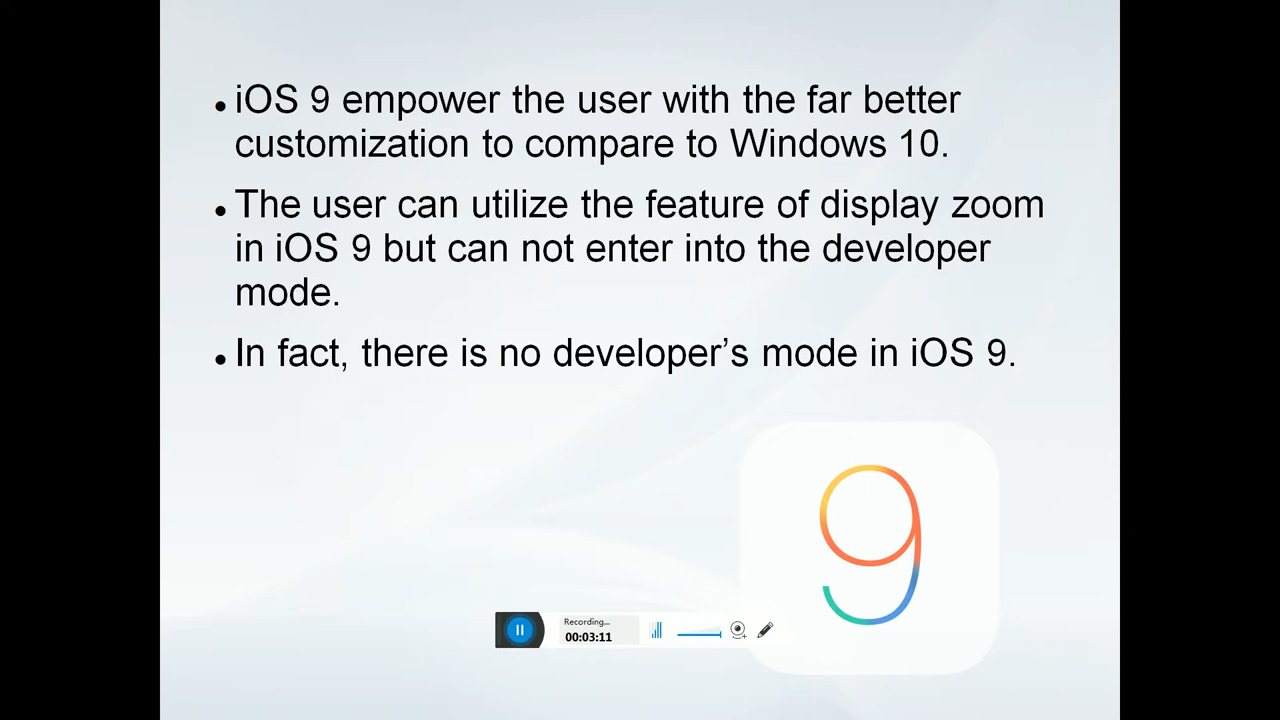 • iOS 9 empower the user with the far better
customization to compare to Windows 10.
• The user can utilize the feature of display zoom
in iOS 9 but can not enter into the developer
mode.
• In fact, there is no developer’s mode in iOS 9.
9
Recording...
00:03:11